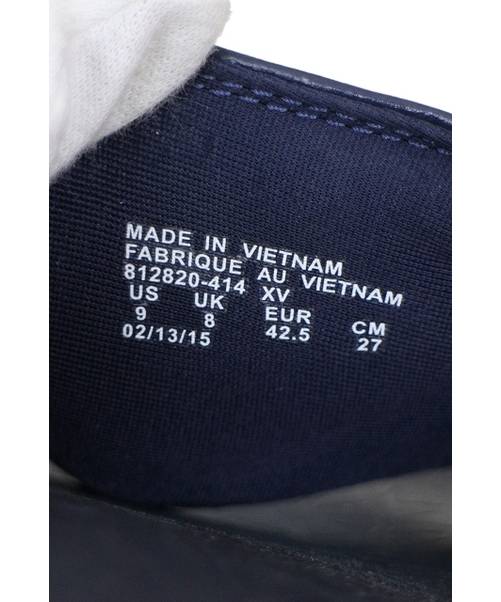 MADE IN VIETNAM
FABRIQUE AU VIETNAM
812820-414 XV
US UK EUR CM
9 8 42.5 27
02/13/15